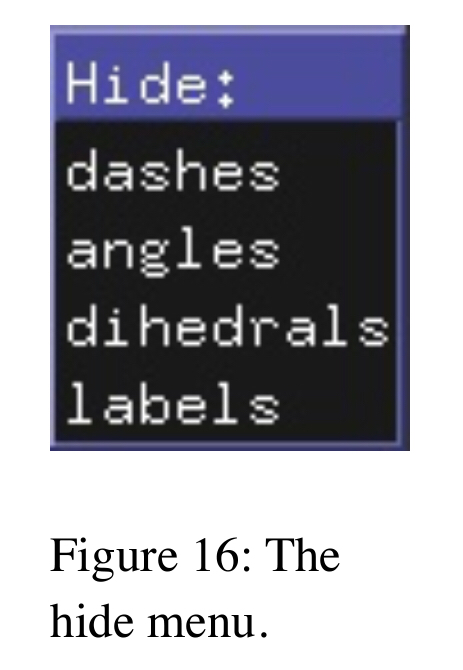 Hide:
dashes
angles
dihedrals
labels
Figure 16: The
hide menu.